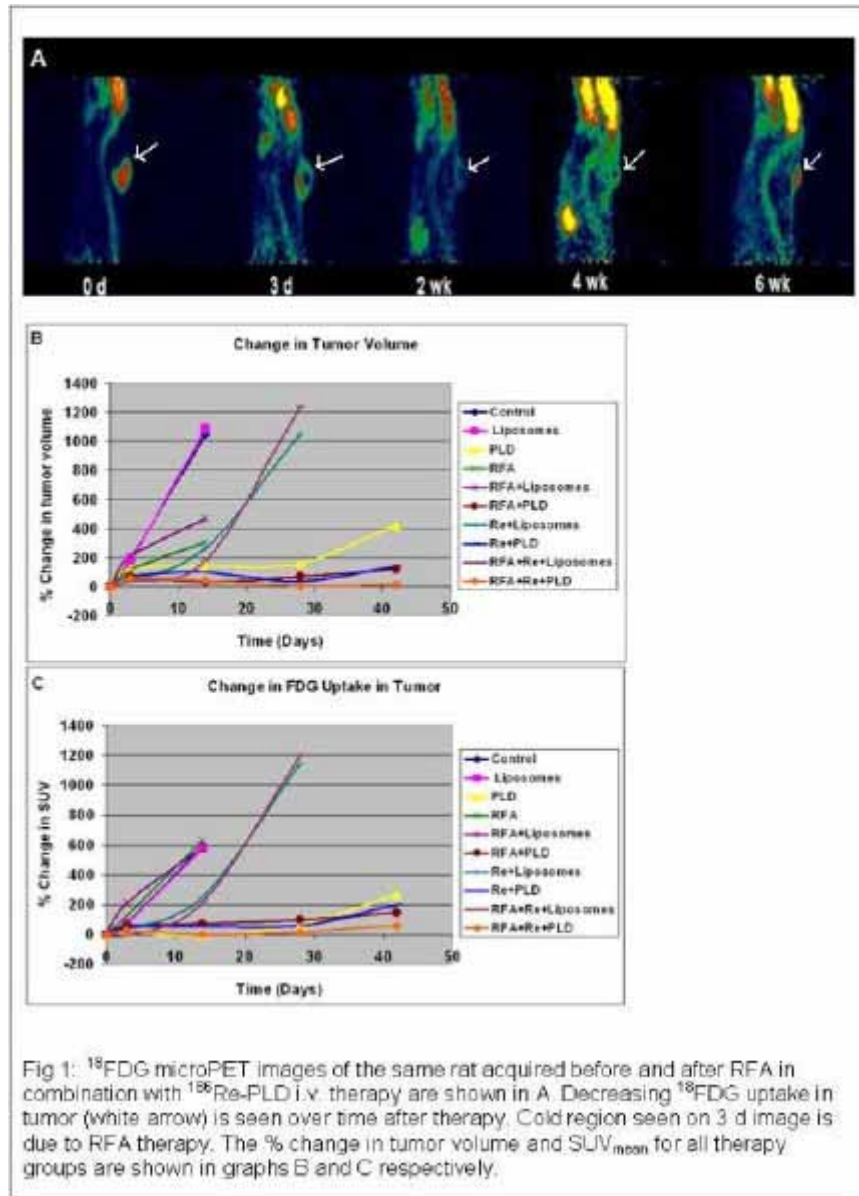 A
0 d 3 d 2 wk 4 wk 6 wk
B
Change in Tumor Volume
% Change in tumor volume
1400
1200
1000
800
600
400
200
0
-200
0 10 20 30 40 50
Time (Days)
Control
Liposomes
PLD
RFA
RFA+Liposomes
RFA+PLD
Re+Liposomes
Re+PLD
RFA+Re+Liposomes
RFA+Re+PLD
C
Change in FDG Uptake in Tumor
% Change in SUV
1400
1200
1000
800
600
400
200
0
-200
0 10 20 30 40 50
Time (Days)
Control
Liposomes
PLD
RFA
RFA+Liposomes
RFA+PLD
Re+Liposomes
Re+PLD
RFA+Re+Liposomes
RFA+Re+PLD
Fig 1: ¹⁸FDG microPET images of the same rat acquired before and after RFA in
combination with ¹⁸⁶Re-PLD i.v. therapy are shown in A. Decreasing ¹⁸FDG uptake in
tumor (white arrow) is seen over time after therapy. Cold region seen on 3 d image is
due to RFA therapy. The % change in tumor volume and SUVmean for all therapy
groups are shown in graphs B and C respectively.